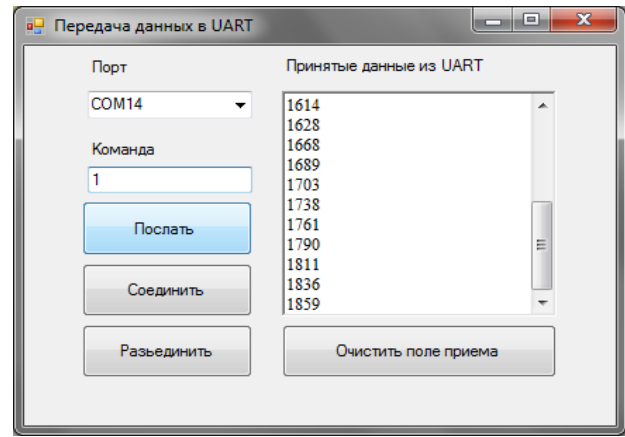 Передача данных в UART
Порт
Принятые данные из UART
COM14
Команда
1
Послать
Соединить
Разьединить
1614
1628
1668
1689
1703
1738
1761
1790
1811
1836
1859
Очистить поле приема